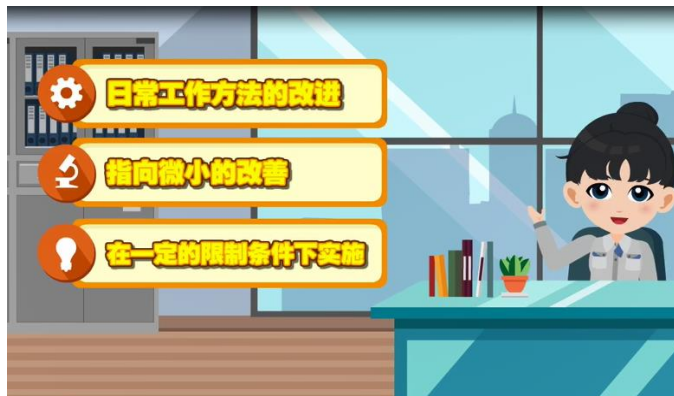 日常工作方法的改进
指向微小的改善
在一定的限制条件下实施